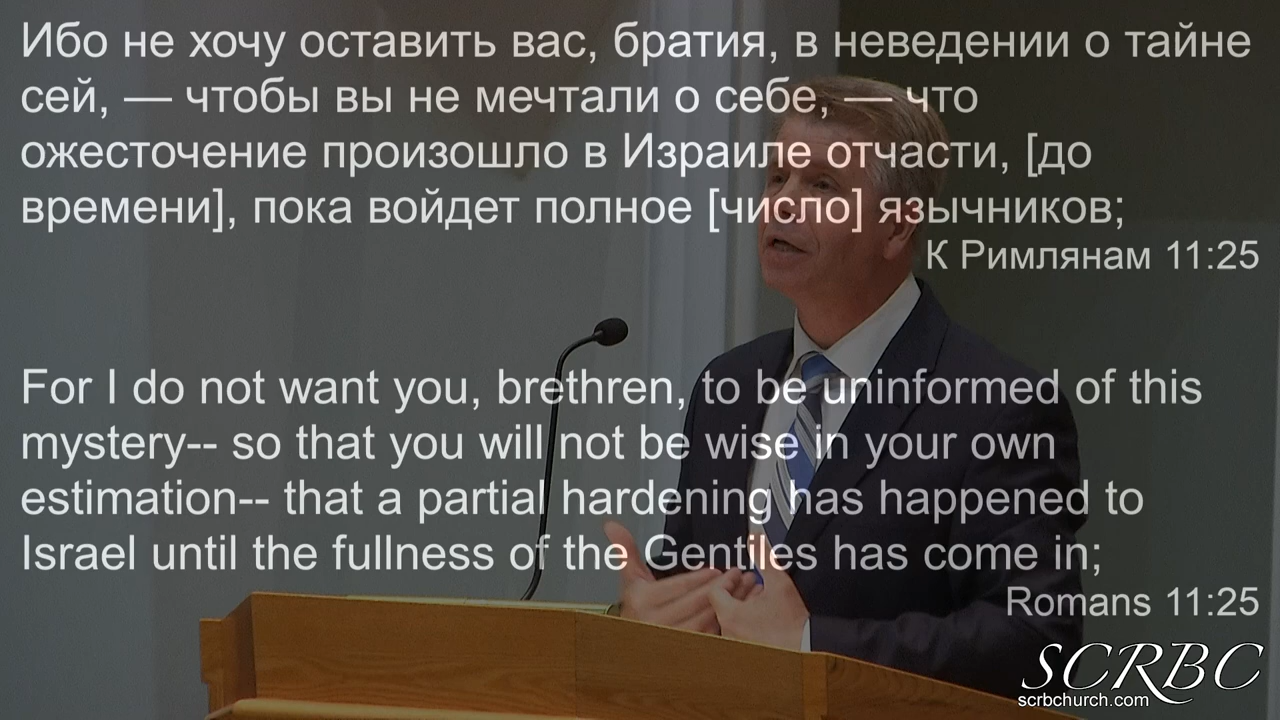 Ибо не хочу оставить вас, братия, в неведении о тайне
сей, — чтобы вы не мечтали о себе, — что
ожесточение произошло в Израиле отчасти, [до
времени], пока войдет полное [число] язычников;
К Римлянам 11:25
For I do not want you, brethren, to be uninformed of this
mystery-- so that you will not be wise in your own
estimation-- that a partial hardening has happened to
Israel until the fullness of the Gentiles has come in;
Romans 11:25
SCRBC
scrbchurch.com